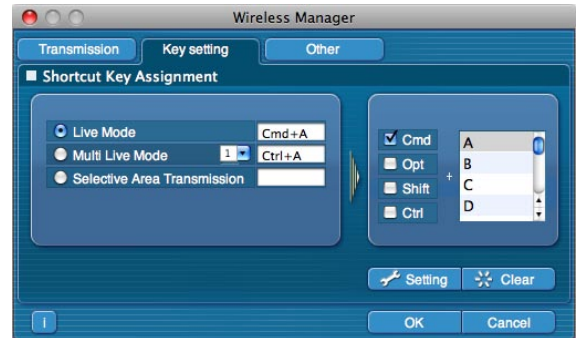 Wireless Manager
Transmission Key setting Other
Shortcut Key Assignment
Live Mode Cmd+A
Multi Live Mode 1 Ctrl+A
Selective Area Transmission
Cmd
Opt
Shift
Ctrl
+
A
B
C
D
Setting Clear
i OK Cancel